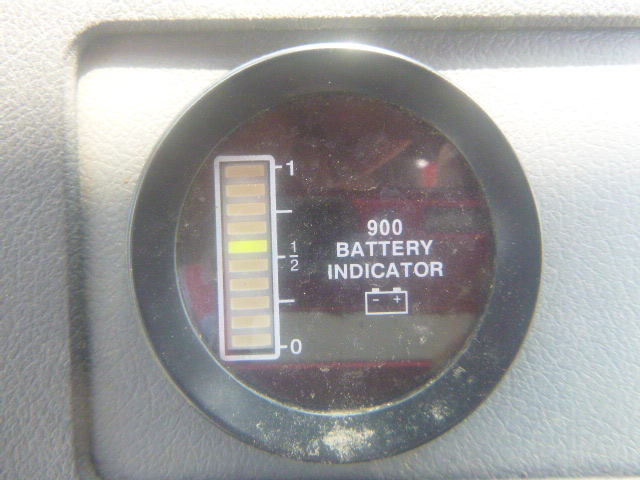 1
1/2
0
900
BATTERY
INDICATOR
- +